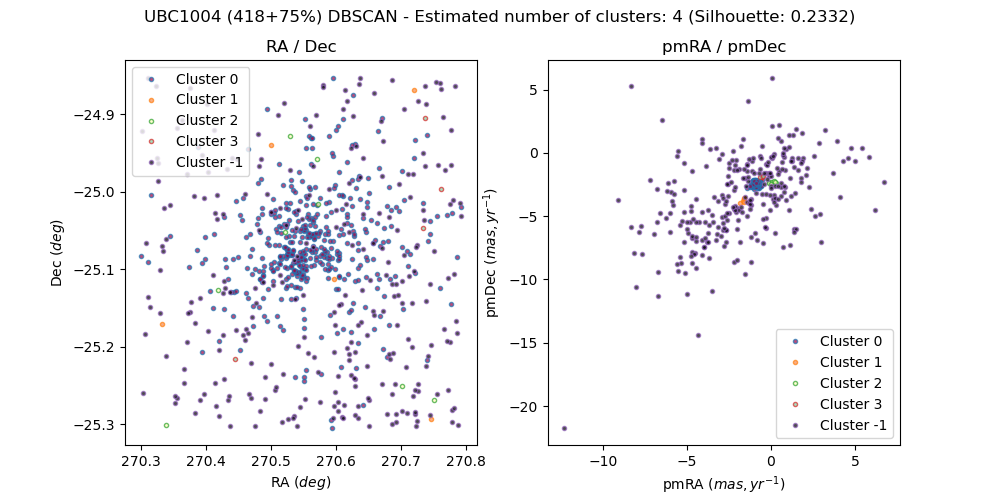 UBC1004 (418+75%) DBSCAN - Estimated number of clusters: 4 (Silhouette: 0.2332)
RA / Dec
Cluster 0
Cluster 1
Cluster 2
Cluster 3
Cluster -1
−24.9
−25.0
−25.1
−25.2
−25.3
Dec (deg)
270.3 270.4 270.5 270.6 270.7 270.8
RA (deg)
pmRA / pmDec
5
0
−5
−10
−15
−20
pmDec (mas, yr⁻¹)
Cluster 0
Cluster 1
Cluster 2
Cluster 3
Cluster -1
−10 −5 0 5
pmRA (mas, yr⁻¹)